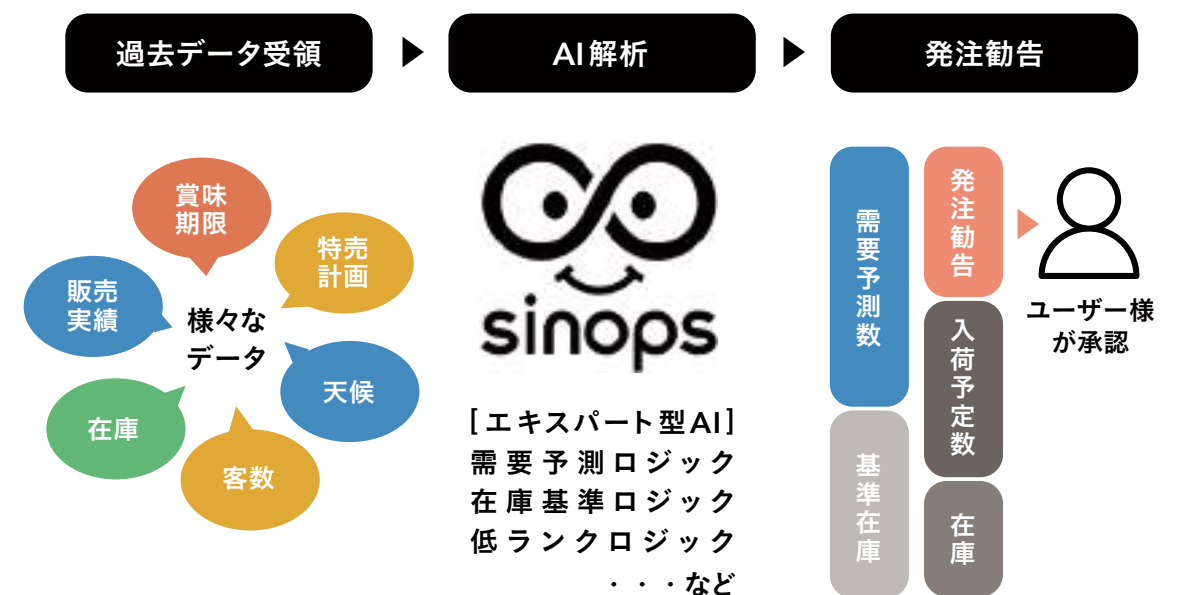 過去データ受領
AI解析
発注勧告
賞味
期限
特売
計画
販売
実績
様々な
データ
天候
在庫
客数
sinops
[エキスパート型AI]
需要予測ロジック
在庫基準ロジック
低ランクロジック
・・・など
需要予測数
基準在庫
発注勧告
入荷予定数
在庫
ユーザー様
が承認